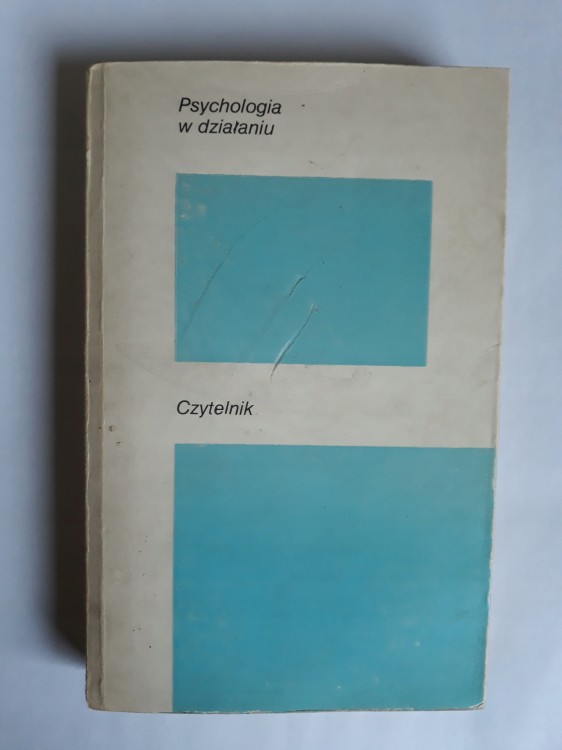 Psychologia
w działaniu
Czytelnik